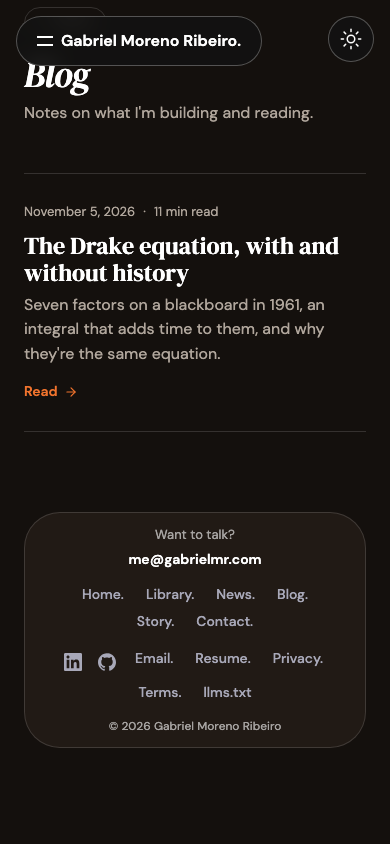 Gabriel Moreno Ribeiro.
Blog
Notes on what I'm building and reading.
November 5, 2026 · 11 min read
The Drake equation, with and
without history
Seven factors on a blackboard in 1961, an
integral that adds time to them, and why
they're the same equation.
Read →
Want to talk?
me@gabrielmr.com
Home. Library. News. Blog.
Story. Contact.
Email. Resume. Privacy.
Terms. llms.txt
© 2026 Gabriel Moreno Ribeiro